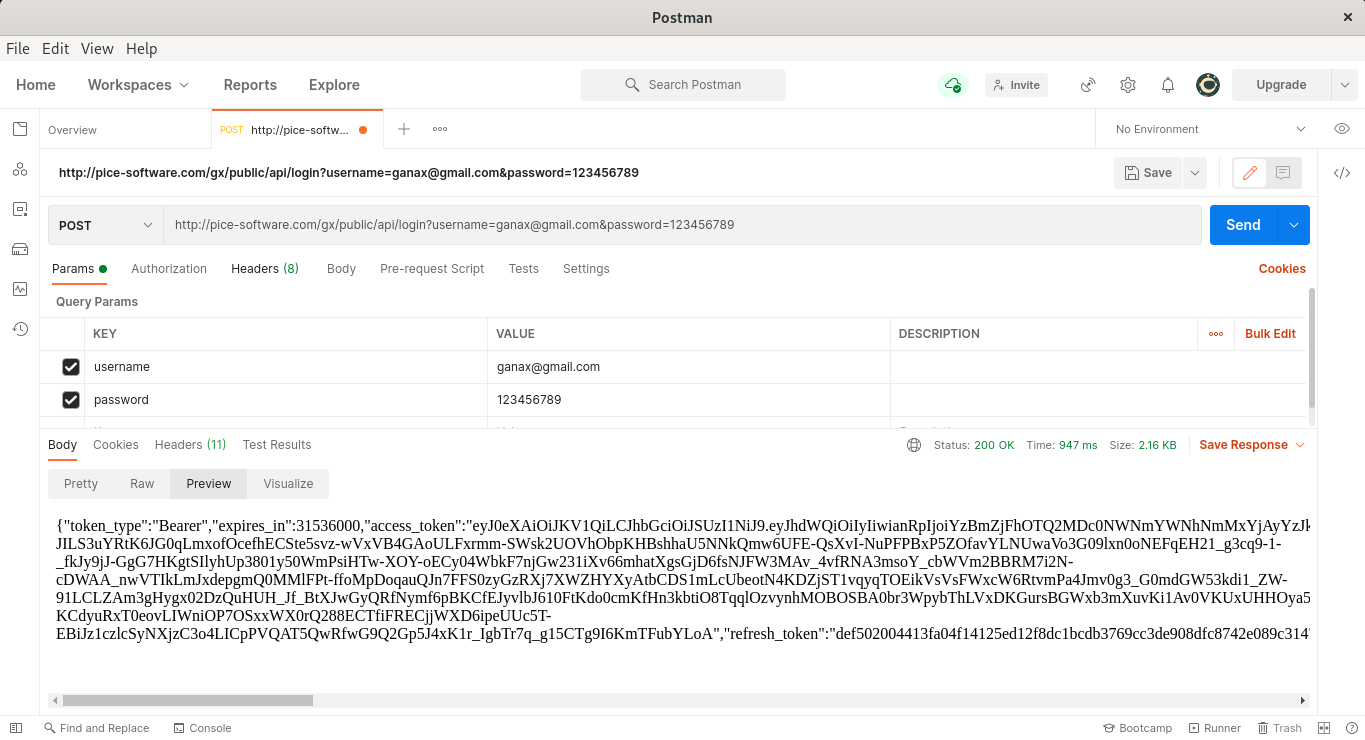 Postman
File Edit View Help
Home Workspaces Reports Explore Search Postman Invite Upgrade
Overview POST http://pice-softw... No Environment
http://pice-software.com/gx/public/api/login?username=ganax@gmail.com&password=123456789 Save
POST http://pice-software.com/gx/public/api/login?username=ganax@gmail.com&password=123456789 Send
Params Authorization Headers (8) Body Pre-request Script Tests Settings Cookies
Query Params
KEY VALUE DESCRIPTION Bulk Edit
username ganax@gmail.com
password 123456789
Body Cookies Headers (11) Test Results Status: 200 OK Time: 947 ms Size: 2.16 KB Save Response
Pretty Raw Preview Visualize
{"token_type":"Bearer","expires_in":31536000,"access_token":"eyJ0eXAiOiJKV1QiLCJhbGciOiJSUzI1NiJ9.eyJhdWQiOiIyIiwianRpIjoiYzBmZjFhOTQ2MDc0NWNmYWNhNmMxYjAyYzJk
JILS3uYRtK6JG0qLmxofOcefhECSte5svz-wVxVB4GAoULFxrmm-SWsk2UOVhObpKHBshhaU5NNkQmw6UFE-QsXvI-NuPFPBxP5ZOfavYLNUwaVo3G09lxn0oNEFqEH21_g3cq9-1-
_fkJy9jJ-GgG7HKgtSIlyhUp3801y50WmPsiHTw-XOY-oECy04WbkF7njGw231iXv66mhatXgsGjD6fsNJFW3MAv_4vfRNA3msoY_cbWVm2BBRM7i2N-
cDWAA_nwVTIkLmJxdepgmQ0MMlFPt-ffoMpDoqauQJn7FFS0zyGzRXj7XWZHYXyAtbCDS1mLcUbeotN4KDZjST1vqyqTOEikVsVsFWxcW6RtvmPa4Jmv0g3_G0mdGW53kdi1_ZW-
91LCLZAm3gHygx02DzQuHUH_Jf_BtXJwGyQRfNymf6pBKCfEJyvlbJ610FtKdo0cmKfHn3kbtiO8TqqlOzvynhMOBOSBA0br3WpybThLVxDKGursBGWxb3mXuvKi1Av0VKUxUHHOya5
KCdyuRxT0eovLIWniOP7OSxxWX0rQ288ECTfiFRECjjWXD6ipeUUc5T-
EBiJz1czlcSyNXjzC3o4LICpPVQAT5QwRfwG9Q2Gp5J4xK1r_IgbTr7q_g15CTg9I6KmTFubYLoA","refresh_token":"def502004413fa04f14125ed12f8dc1bcdb3769cc3de908dfc8742e089c314
Find and Replace Console Bootcamp Runner Trash